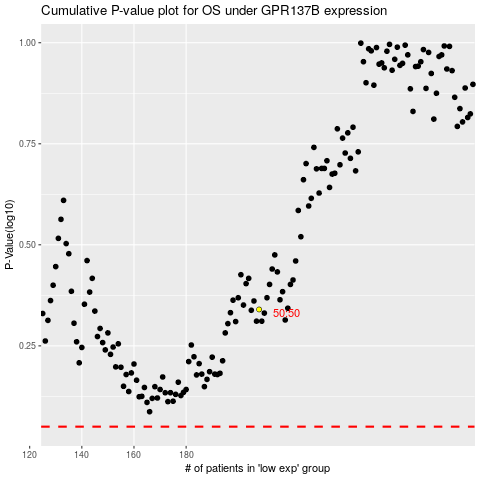 Cumulative P-value plot for OS under GPR137B expression
1.00
0.75
0.50
0.25
P-Value(log10)
50:50
120 140 160 180
# of patients in 'low exp' group